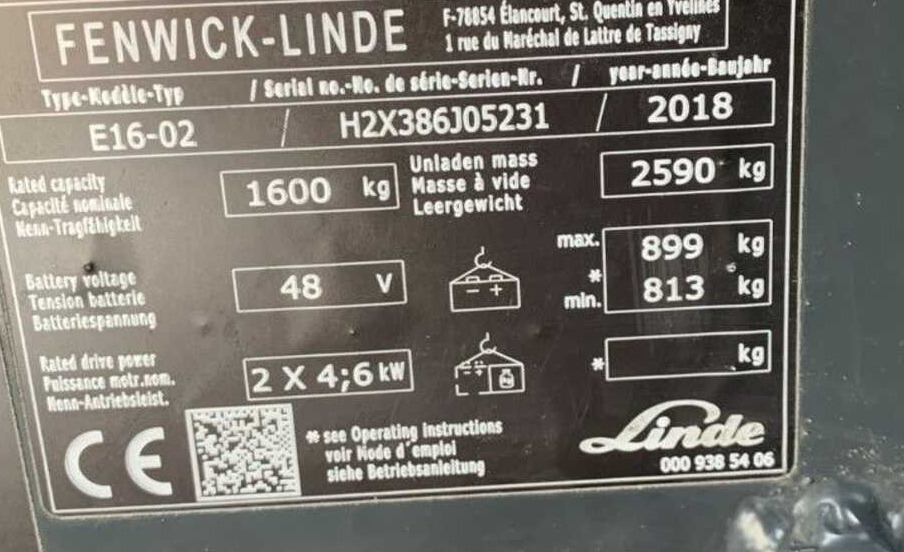 FENWICK-LINDE
F-78854 Élancourt, St. Quentin en Yvelines
1 rue du Maréchal de Lattre de Tassigny
Type-Modèle-Typ / Serial no.-No. de série-Serien-Nr. / year-année-Baujahr
E16-02 / H2X386J05231 / 2018
Rated capacity
Capacité nominale
Nenn-Tragfähigkeit
1600 kg
Unladen mass
Masse à vide
Leergewicht
2590 kg
Battery voltage
Tension batterie
Batteriespannung
48 V
- +
max. 899 kg
*
min. 813 kg
Rated drive power
Puissance motr.nom.
Nenn-Antriebsleist.
2 X 4;6 kW
* kg
CE
* see Operating instructions
voir Mode d'emploi
siehe Betriebsanleitung
Linde
000 938 54 06